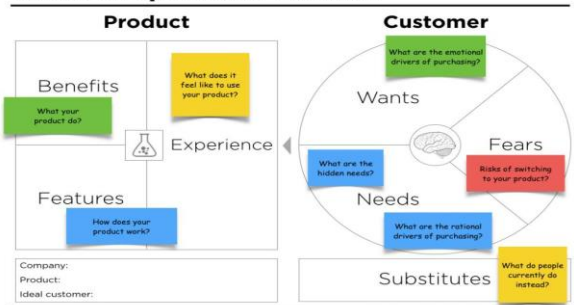 Product
Benefits
What your
product do?
What does it
feel like to use
your product?
Experience
Features
How does your
product work?
Company:
Product:
Ideal customer:
Customer
What are the emotional
drivers of purchasing?
Wants
Fears
Risks of switching
to your product?
What are the
hidden needs?
Needs
What are the rational
drivers of purchasing?
Substitutes
What do people
currently do
instead?